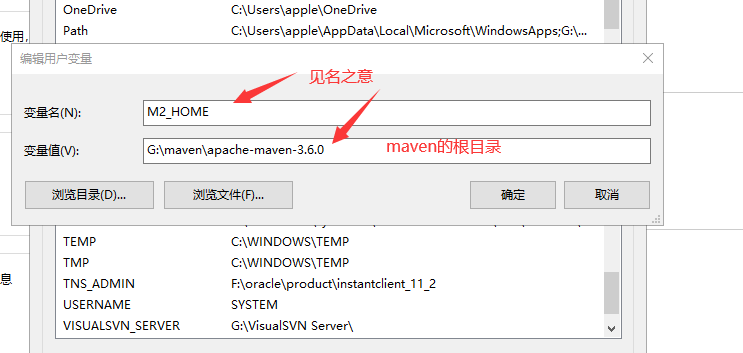 OneDrive C:\Users\apple\OneDrive
使用,
Path C:\Users\apple\AppData\Local\Microsoft\WindowsApps;G:\...
编辑用户变量
见名之意
变量名(N): M2_HOME
变量值(V): G:\maven\apache-maven-3.6.0
maven的根目录
浏览目录(D)... 浏览文件(F)... 确定 取消
TEMP C:\WINDOWS\TEMP
TMP C:\WINDOWS\TEMP
息
TNS_ADMIN F:\oracle\product\instantclient_11_2
USERNAME SYSTEM
VISUALSVN_SERVER G:\VisualSVN Server\